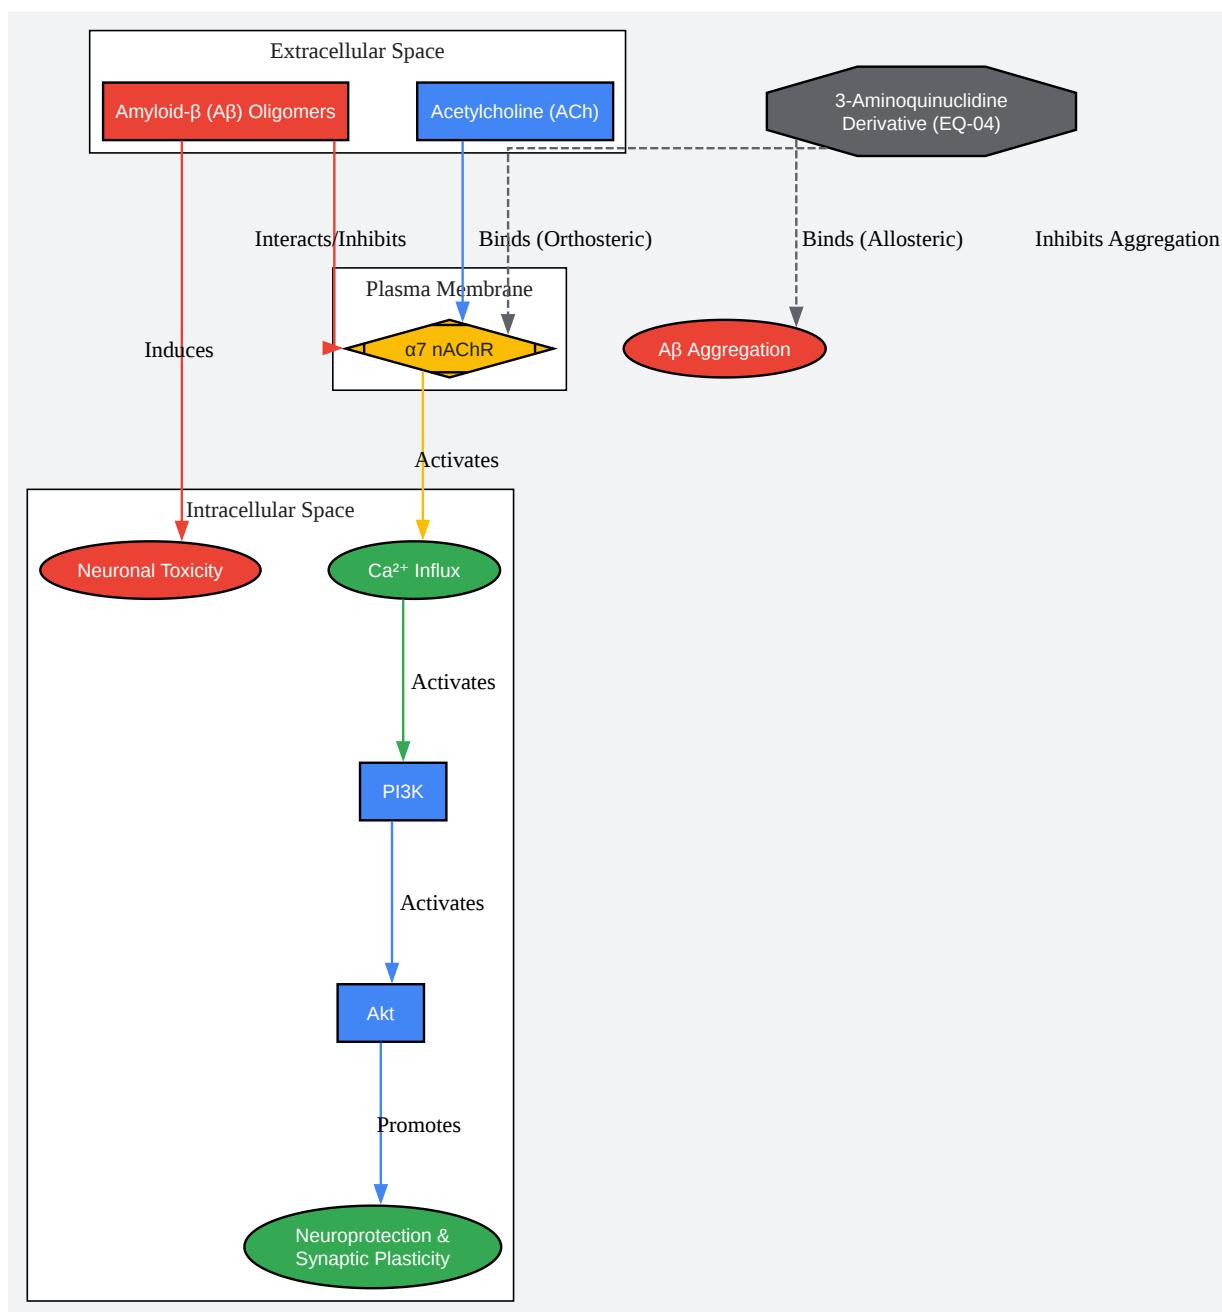 Extracellular Space
Amyloid-β (Aβ) Oligomers
Acetylcholine (ACh)
3-Aminoquinuclidine
Derivative (EQ-04)
Interacts/Inhibits
Binds (Orthosteric)
Binds (Allosteric)
Inhibits Aggregation
Plasma Membrane
Induces
α7 nAChR
Aβ Aggregation
Activates
Intracellular Space
Neuronal Toxicity
Ca²⁺ Influx
Activates
PI3K
Activates
Akt
Promotes
Neuroprotection &
Synaptic Plasticity